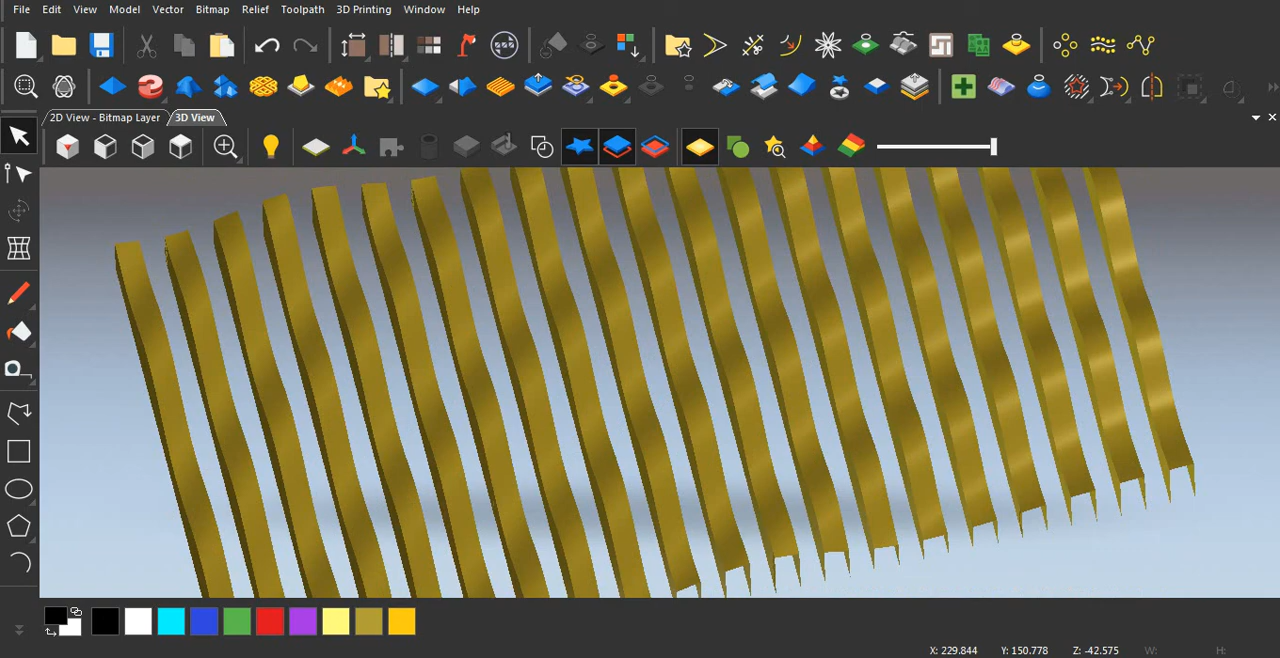 File Edit View Model Vector Bitmap Relief Toolpath 3D Printing Window Help
2D View - Bitmap Layer 3D View
X: 229.844 Y: 150.778 Z: -42.575 W: H: